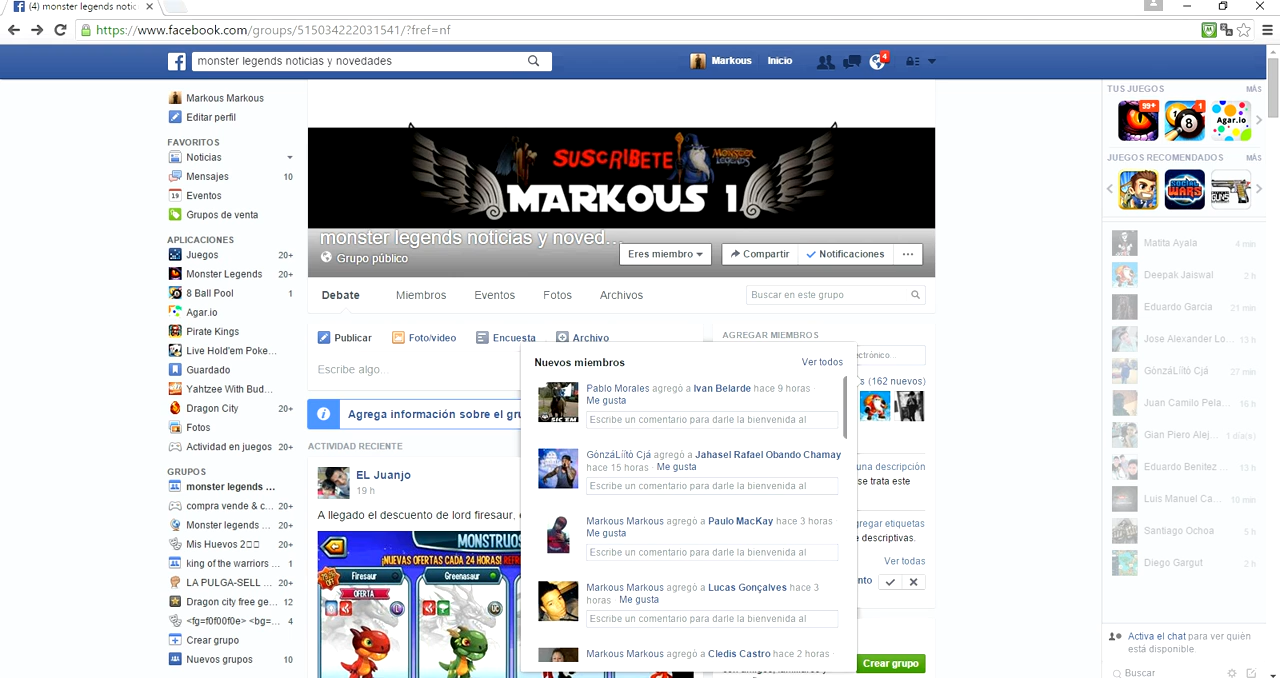 (4) monster legends notic
https://www.facebook.com/groups/515034222031541/?fref=nf
monster legends noticias y novedades
Markous
Inicio
4
Markous Markous
Editar perfil
FAVORITOS
Noticias
Mensajes 10
19 Eventos
Grupos de venta
APLICACIONES
Juegos 20+
Monster Legends 20+
8 Ball Pool 1
Agar.io
Pirate Kings
Live Hold'em Poke...
Guardado
Yahtzee With Bud...
Dragon City 20+
Fotos
Actividad en juegos 20+
GRUPOS
monster legends ...
compra vende & c... 20+
Monster legends ... 20+
Mis Huevos 2 20+
king of the warriors ...
LA PULGA-SELL ... 20+
Dragon city free ge... 12
<fg=f0f00f0e> <bg=... 4
Crear grupo
Nuevos grupos 10
SUSCRIBETE
MONSTER LEGENDS
MARKOUS 1
monster legends noticias y noved...
Grupo público
Eres miembro
Compartir
Notificaciones
...
Debate
Miembros
Eventos
Fotos
Archivos
Buscar en este grupo
Publicar
Foto/video
Encuesta
Archivo
Escribe algo...
Agrega información sobre el gru
ACTIVIDAD RECIENTE
EL Juanjo
19 h
A llegado el descuento de lord firesaur,
MONSTRUOS
¡NUEVAS OFERTAS CADA 24 HORAS!
Firesaur
Greenasaur
OFERTA
UC
Nuevos miembros
Ver todos
Pablo Morales agregó a Ivan Belarde hace 9 horas ·
Me gusta
Escribe un comentario para darle la bienvenida al
GònzáLíìtò Cjá agregó a Jahasel Rafael Obando Chamay
hace 15 horas · Me gusta
Escribe un comentario para darle la bienvenida al
Markous Markous agregó a Paulo MacKay hace 3 horas
Me gusta
Escribe un comentario para darle la bienvenida al
Markous Markous agregó a Lucas Gonçalves hace 3
horas · Me gusta
Escribe un comentario para darle la bienvenida al
Markous Markous agregó a Cledis Castro hace 2 horas ·
AGREGAR MIEMBROS
ectrónico...
(162 nuevos)
una descripción
se trata este
gregar etiquetas
descriptivas.
Ver todas
nto
Crear grupo
TUS JUEGOS
MÁS
99+
1
8
Agar.io
JUEGOS RECOMENDADOS
MÁS
SOCIAL WARS
GUNS
Matita Ayala 4 min
Deepak Jaiswal 2 h
Eduardo Garcia 21 min
Jose Alexander Lo... 13 h
GònzáLíìtò Cjá 27 min
Juan Camilo Pela... 16 h
Gian Piero Alej... 1 día(s)
Eduardo Benitez ... 13 h
Luis Manuel Ca... 10 min
Santiago Ochoa 5 h
Diego Gargut 2 h
Activa el chat para ver quién
está disponible.
Buscar